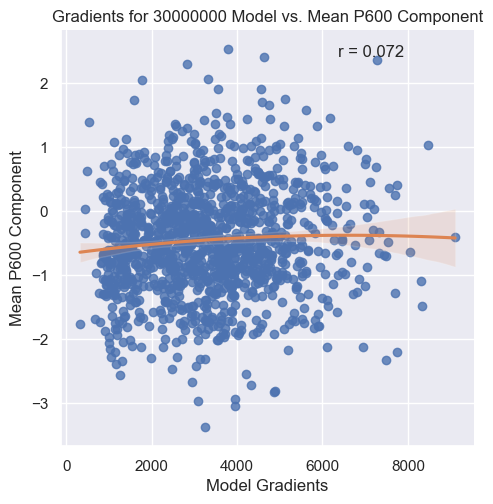 Gradients for 30000000 Model vs. Mean P600 Component
r = 0.072
2
1
0
−1
−2
−3
Mean P600 Component
0 2000 4000 6000 8000
Model Gradients